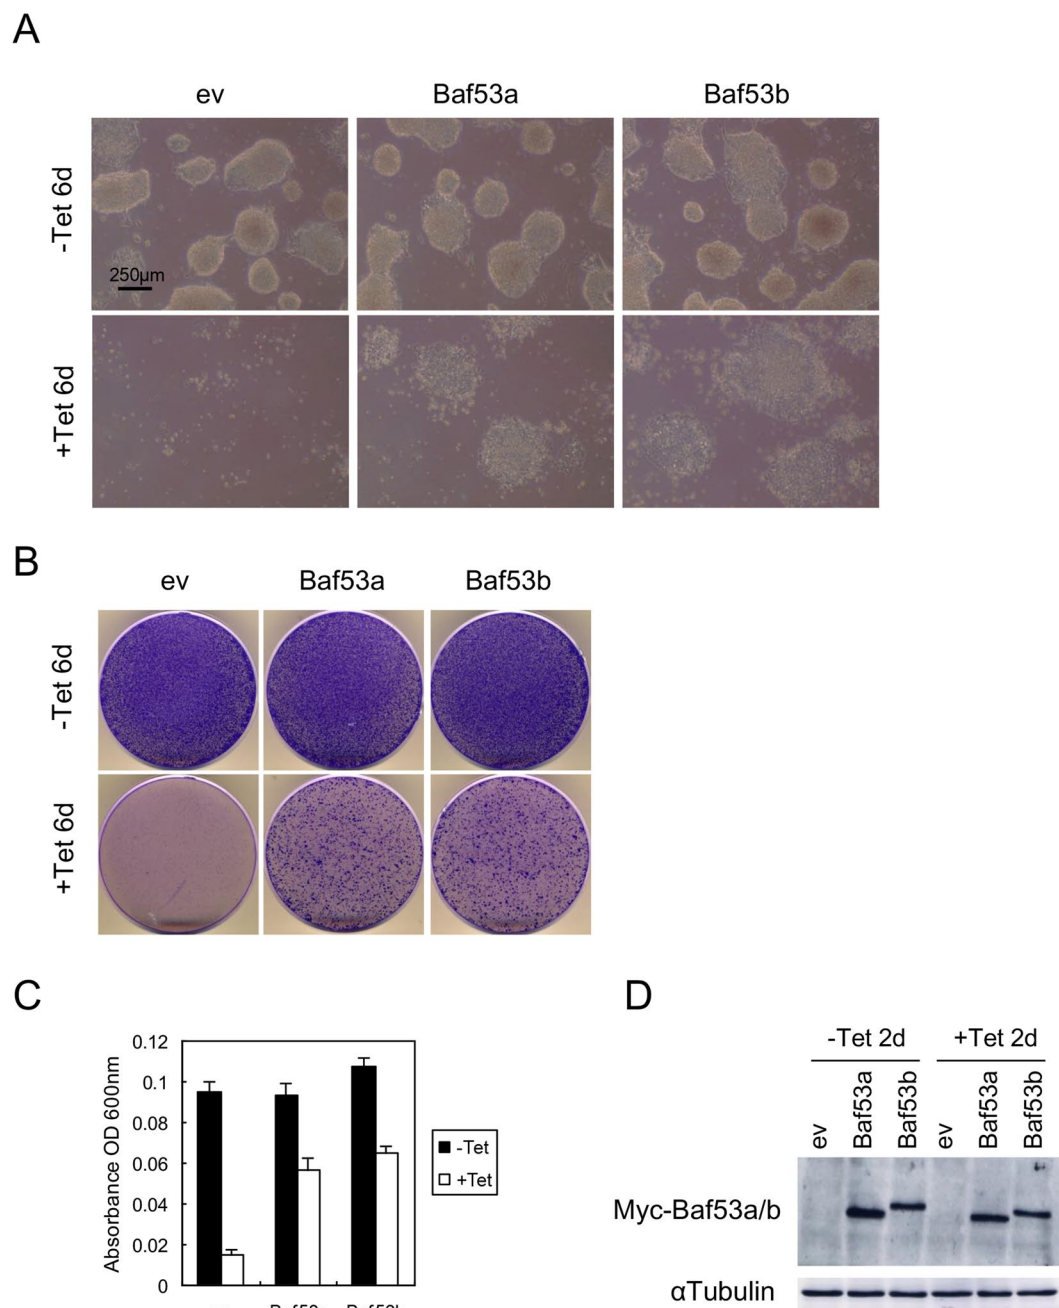 A
ev Baf53a Baf53b
-Tet 6d
250μm
+Tet 6d
B
ev Baf53a Baf53b
-Tet 6d
+Tet 6d
C
Absorbance OD 600nm
0.12
0.1
0.08
0.06
0.04
0.02
0
-Tet
+Tet
D
-Tet 2d +Tet 2d
ev Baf53a Baf53b ev Baf53a Baf53b
Myc-Baf53a/b
αTubulin